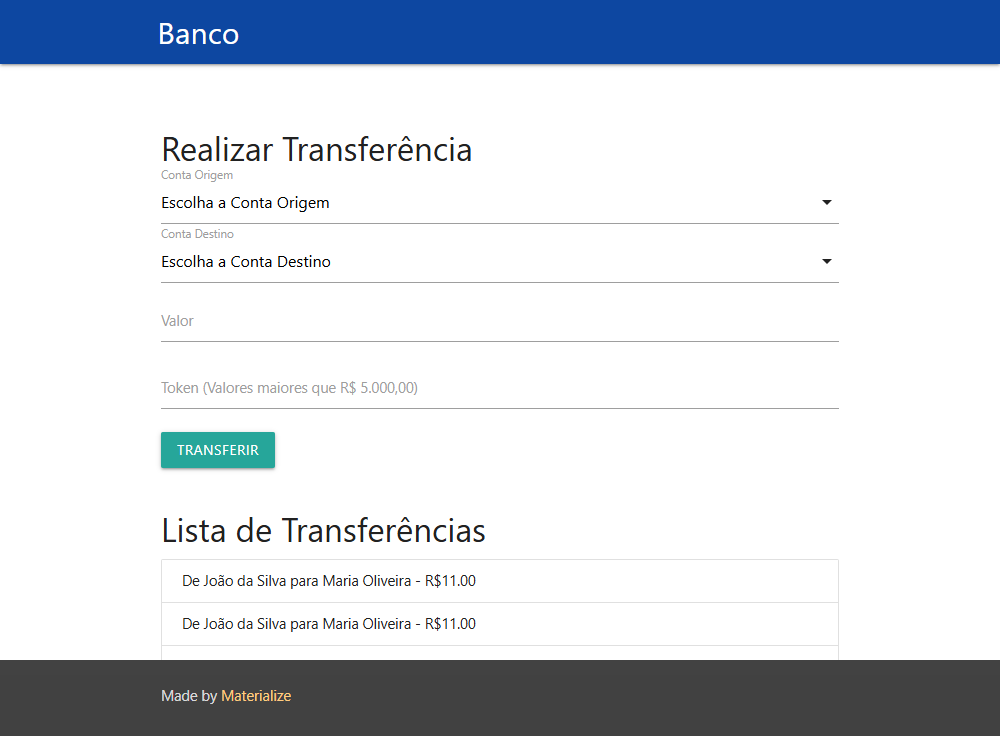 Banco
Realizar Transferência
Conta Origem
Escolha a Conta Origem
Conta Destino
Escolha a Conta Destino
Valor
Token (Valores maiores que R$ 5.000,00)
TRANSFERIR
Lista de Transferências
De João da Silva para Maria Oliveira - R$11.00
De João da Silva para Maria Oliveira - R$11.00
Made by Materialize